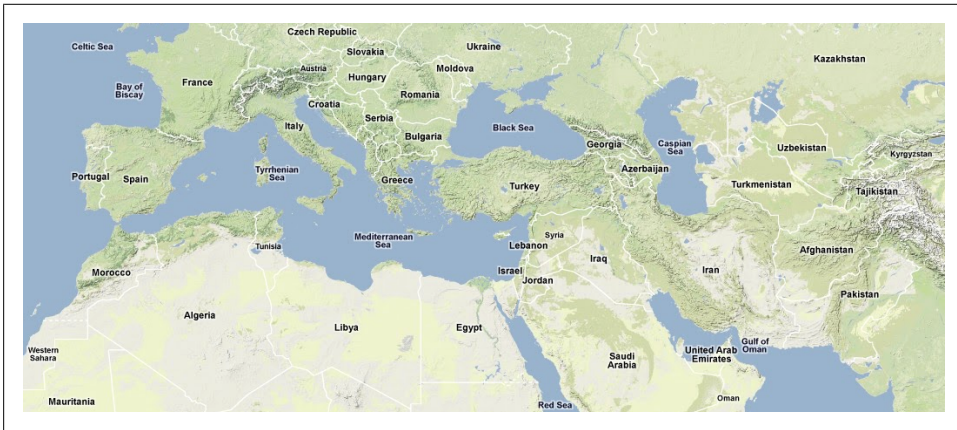 Czech Republic
Celtic Sea
Ukraine
Slovakia
Kazakhstan
Austria
Moldova
France
Hungary
Bay of
Biscay
Romania
Croatia
Serbia
Italy
Black Sea
Bulgaria
Georgia
Caspian
Sea
Uzbekistan
Kyrgyzstan
Azerbaijan
Tyrrhenian
Sea
Portugal
Spain
Greece
Turkey
Turkmenistan
Tajikistan
Mediterranean
Sea
Syria
Tunisia
Lebanon
Afghanistan
Iraq
Morocco
Israel
Iran
Jordan
Pakistan
Algeria
Libya
Egypt
Gulf of
Oman
Western
Sahara
United Arab
Emirates
Saudi
Arabia
Mauritania
Red Sea
Oman